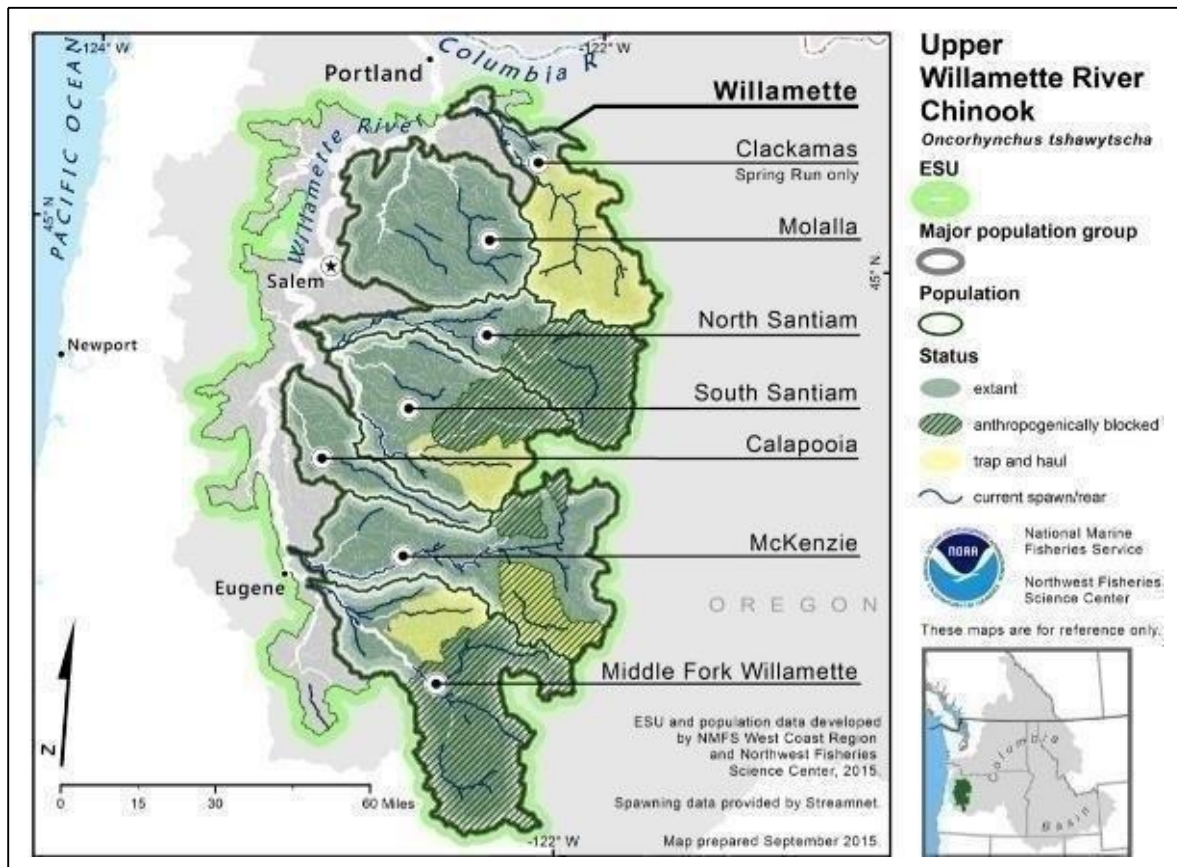 -124° W
-122° W
Columbia R
Portland
Willamette
PACIFIC OCEAN
Willamette River
Clackamas
Spring Run only
45° N
Molalla
Salem
45° N
North Santiam
Newport
South Santiam
Calapooia
McKenzie
Eugene
OREGON
Middle Fork Willamette
N
ESU and population data developed
by NMFS West Coast Region
and Northwest Fisheries
Science Center, 2015.
Spawning data provided by Streamnet.
Map prepared September 2015.
0 15 30 60 Miles
-122° W
Upper
Willamette River
Chinook
Oncorhynchus tshawytscha
ESU
Major population group
Population
Status
extant
anthropogenically blocked
trap and haul
current spawn/rear
NOAA
National Marine
Fisheries Service
Northwest Fisheries
Science Center
These maps are for reference only.
Columbia
Basin